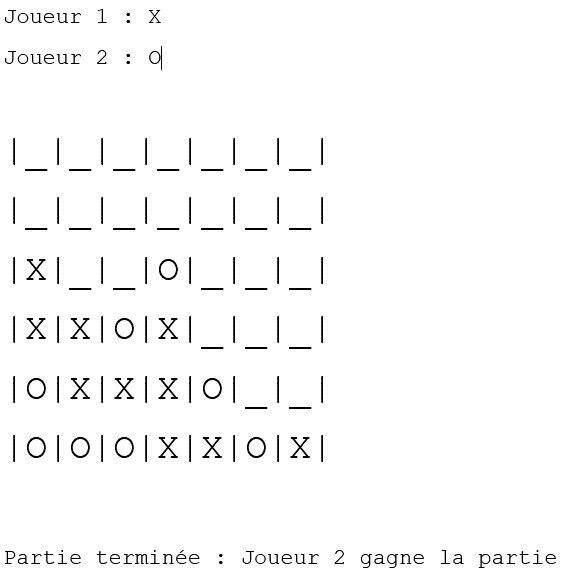 Joueur 1 : X
Joueur 2 : O
|_|_|_|_|_|_|_|
|_|_|_|_|_|_|_|
|X|_|_|O|_|_|_|
|X|X|O|X|_|_|_|
|O|X|X|X|O|_|_|
|O|O|O|X|X|O|X|
Partie terminée : Joueur 2 gagne la partie